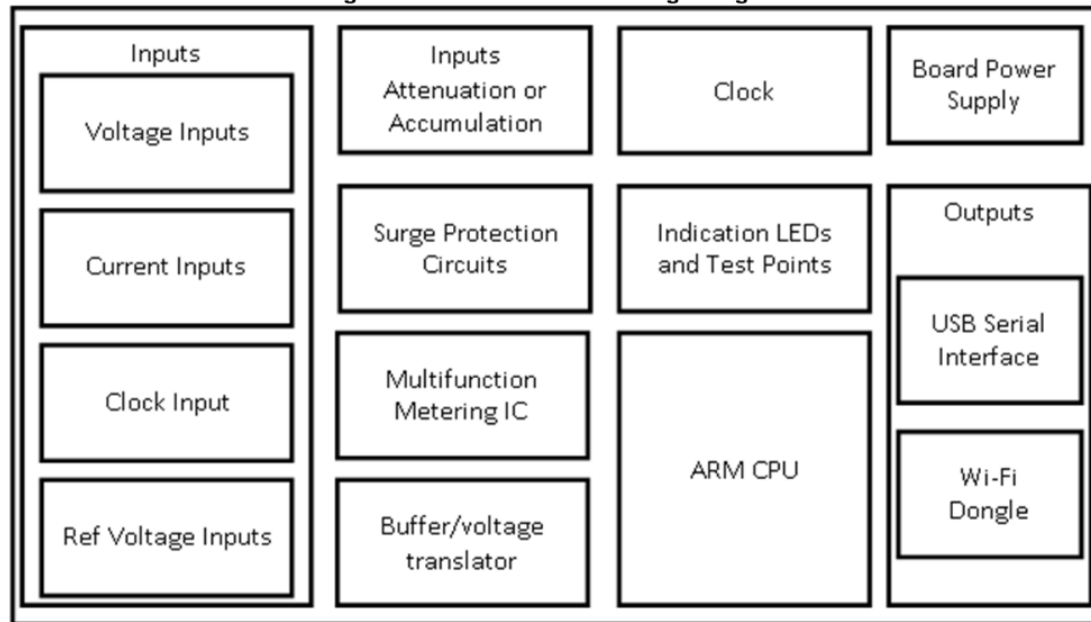 Inputs
Voltage Inputs
Current Inputs
Clock Input
Ref Voltage Inputs
Inputs
Attenuation or
Accumulation
Surge Protection
Circuits
Multifunction
Metering IC
Buffer/voltage
translator
Clock
Indication LEDs
and Test Points
ARM CPU
Board Power
Supply
Outputs
USB Serial
Interface
Wi-Fi
Dongle